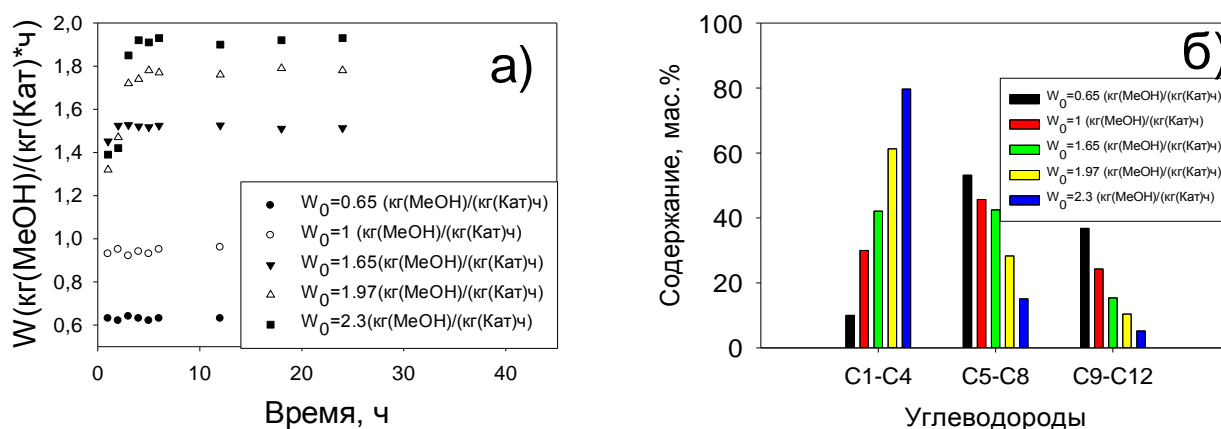 W(кг(MeOH)/(кг(Кат)*ч)
2,0
1,8
1,6
1,4
1,2
1,0
0,8
0,6
0
10
20
30
40
Время, ч
а)
W0=0.65 (кг(MeOH)/(кг(Кат)ч)
W0=1 (кг(MeOH)/(кг(Кат)ч)
W0=1.65(кг(MeOH)/(кг(Кат)ч)
W0=1.97(кг(MeOH)/(кг(Кат)ч)
W0=2.3(кг(MeOH)/(кг(Кат)ч)
Содержание, мас.%
100
80
60
40
20
0
C1-C4
C5-C8
C9-C12
Углеводороды
б)
W0=0.65 (кг(MeOH)/(кг(Кат)ч)
W0=1 (кг(MeOH)/(кг(Кат)ч)
W0=1.65 (кг(MeOH)/(кг(Кат)ч)
W0=1.97 (кг(MeOH)/(кг(Кат)ч)
W0=2.3 (кг(MeOH)/(кг(Кат)ч)